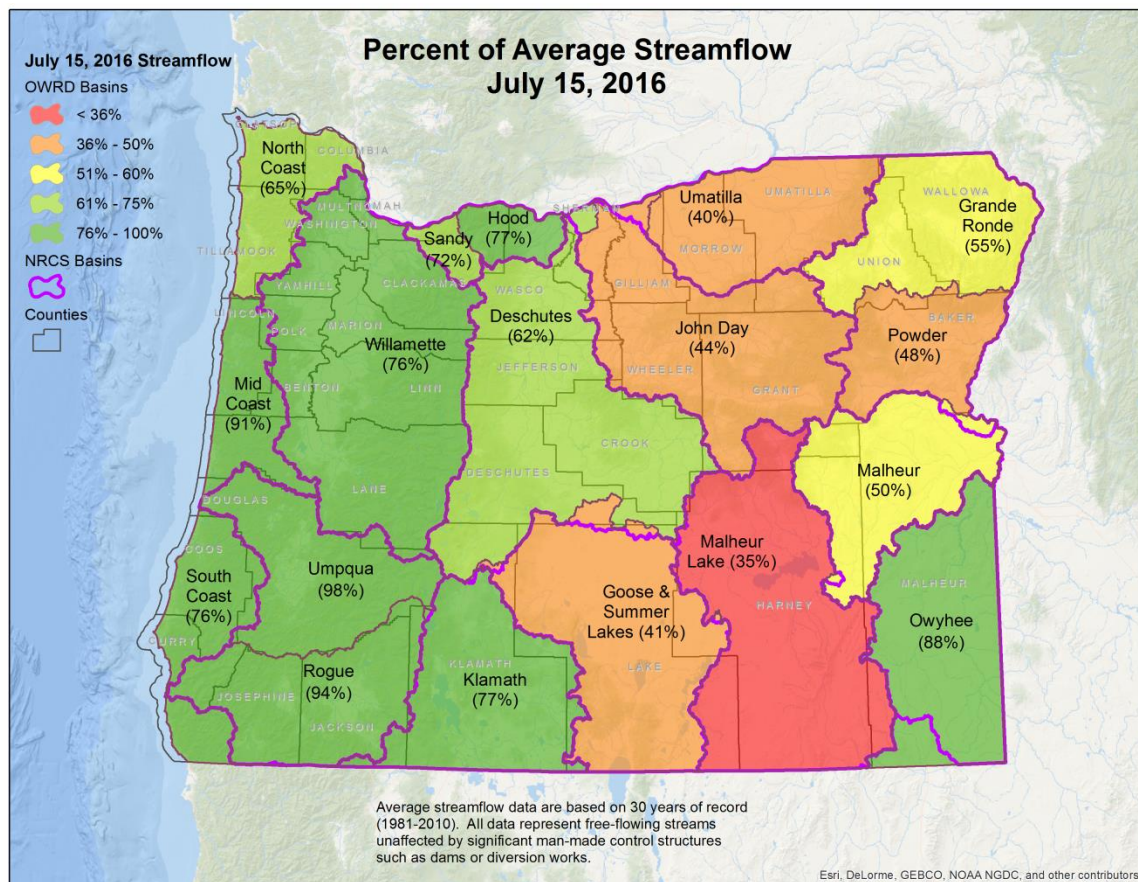 Percent of Average Streamflow
July 15, 2016
July 15, 2016 Streamflow
OWRD Basins
< 36%
36% - 50%
51% - 60%
61% - 75%
76% - 100%
NRCS Basins
Counties
CLATSOP
COLUMBIA
North
Coast
(65%)
TILLAMOOK
MULTNOMAH
WASHINGTON
YAMHILL
CLACKAMAS
Sandy
(72%)
Hood
(77%)
SHERMAN
WASCO
Umatilla
(40%)
UMATILLA
MORROW
GILLIAM
WALLOWA
Grande
Ronde
(55%)
UNION
LINCOLN
POLK
MARION
Willamette
(76%)
BENTON
LINN
Deschutes
(62%)
JEFFERSON
John Day
(44%)
WHEELER
GRANT
BAKER
Powder
(48%)
Mid
Coast
(91%)
LANE
CROOK
DESCHUTES
Malheur
(50%)
DOUGLAS
COOS
South
Coast
(76%)
CURRY
Umpqua
(98%)
Malheur
Lake (35%)
HARNEY
Goose &
Summer
Lakes (41%)
LAKE
MALHEUR
Owyhee
(88%)
Rogue
(94%)
JOSEPHINE
JACKSON
KLAMATH
Klamath
(77%)
Average streamflow data are based on 30 years of record
(1981-2010).  All data represent free-flowing streams
unaffected by significant man-made control structures
such as dams or diversion works.
Esri, DeLorme, GEBCO, NOAA NGDC, and other contributors